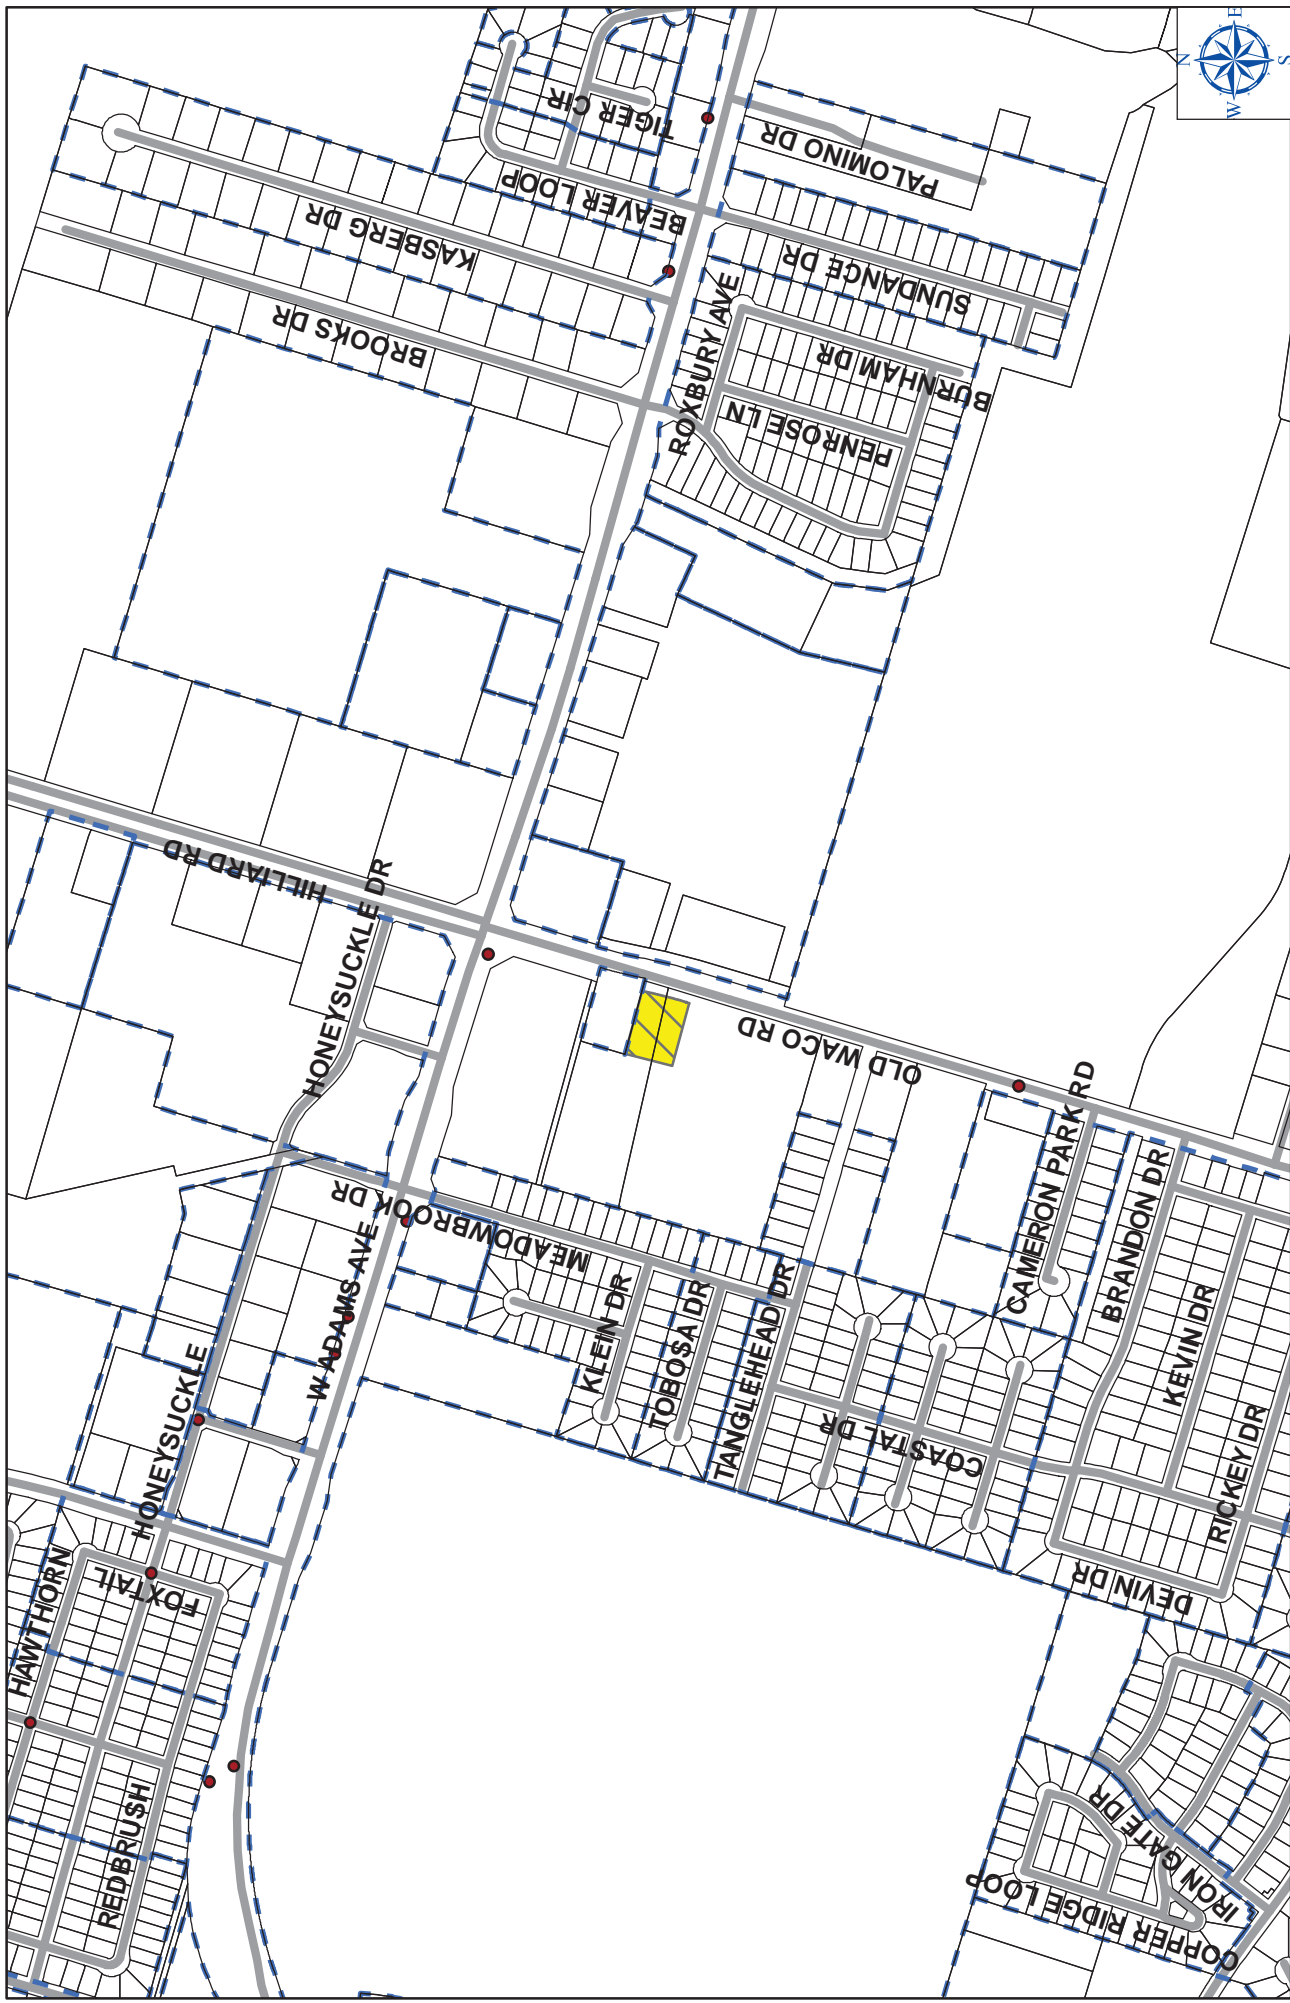 TIGER CIR
BEAVER LOOP
KASBERG DR
BROOKS DR
PALOMINO DR
SUNDANCE DR
ROXBURY AVE
BURNHAM DR
PENROSE LN
N
E
S
W
HILLIARD RD
HONEYSUCKLE DR
OLD WACO RD
MEADOWBROOK DR
W ADAMS AVE
CAMERON PARK RD
BRANDON DR
KEVIN DR
RICKEY DR
KLEIN DR
TOBOSA DR
TANGLEHEAD DR
COASTAL DR
DEVIN DR
HONEYSUCKLE
HAWTHORN
FOXTAIL
REDBRUSH
IRON GATE DR
COPPER RIDGE LOOP